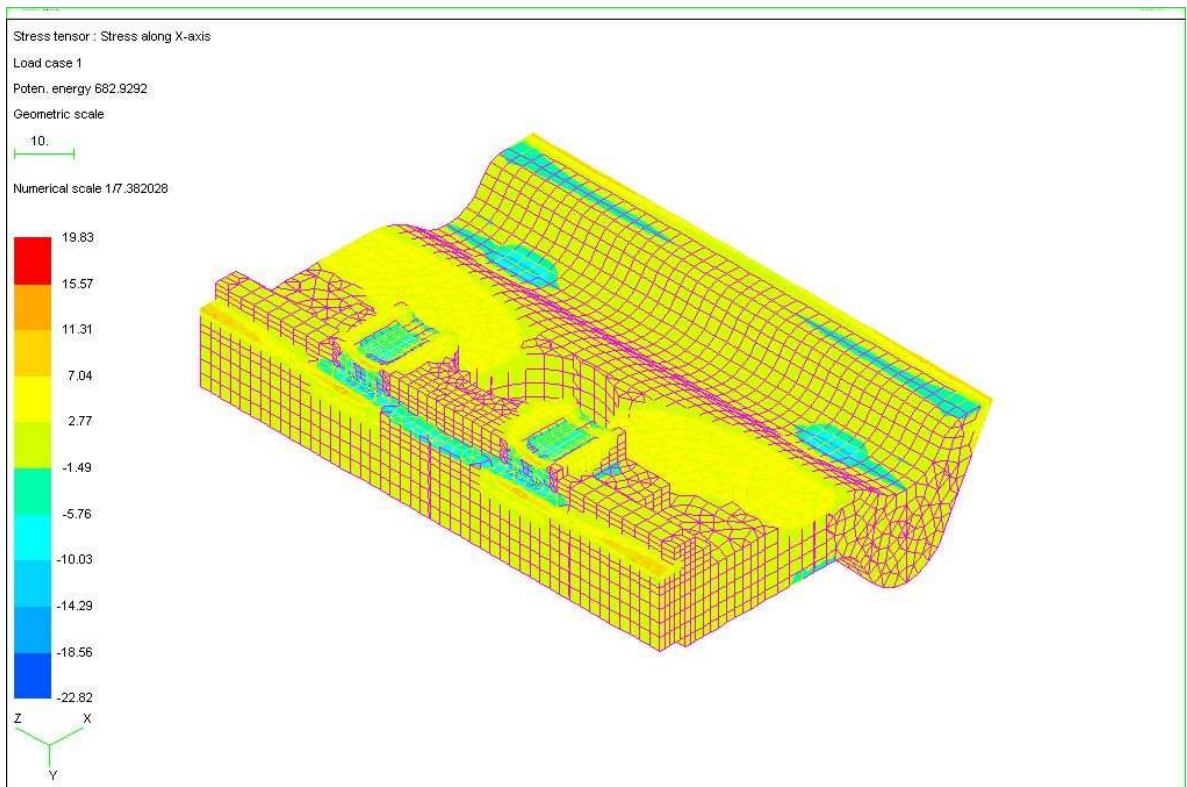 Stress tensor : Stress along X-axis
Load case 1
Poten. energy 682.9292
Geometric scale
10.
Numerical scale 1/7.382028
19.83
15.57
11.31
7.04
2.77
-1.49
-5.76
-10.03
-14.29
-18.56
-22.82
Z X
Y